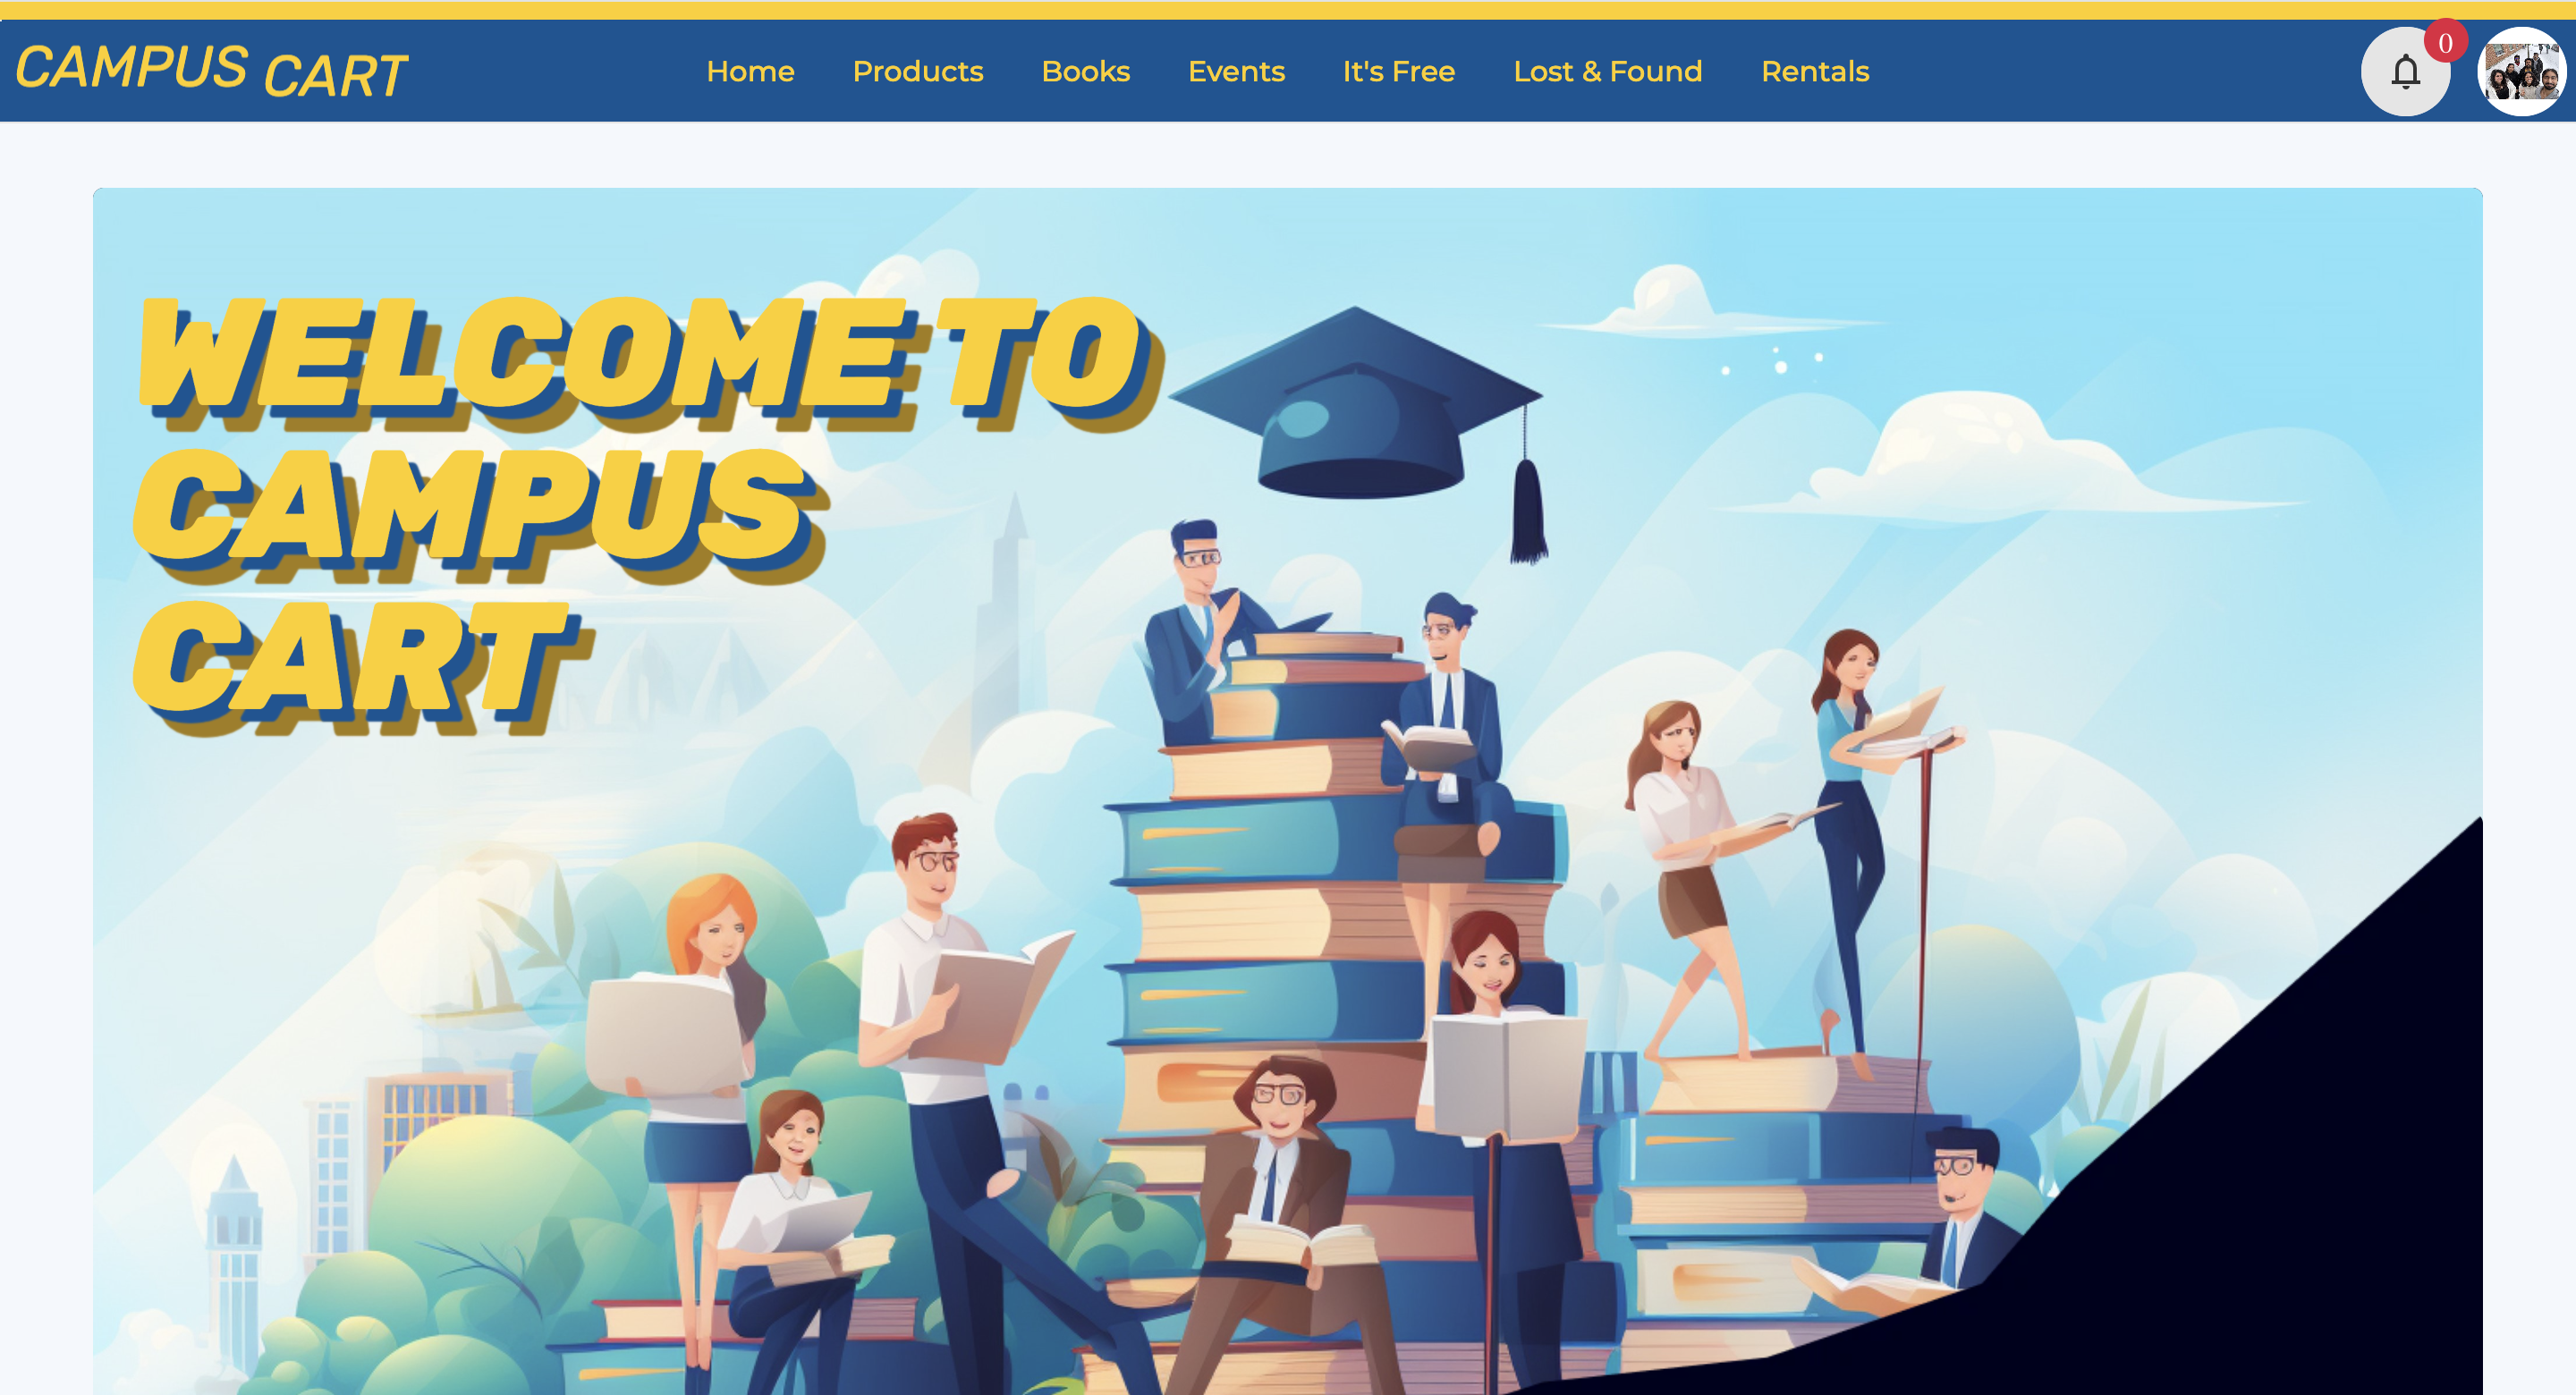 CAMPUS CART
Home Products Books Events It's Free Lost & Found Rentals
0
WELCOME TO
CAMPUS
CART